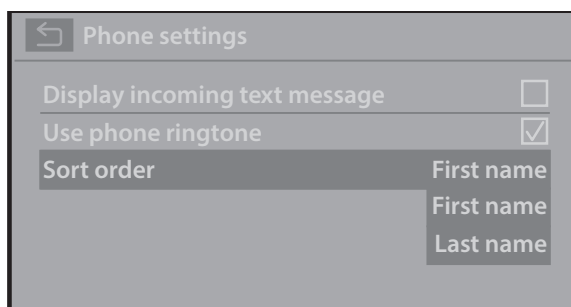 Phone settings
Display incoming text message
Use phone ringtone
Sort order First name
First name
Last name